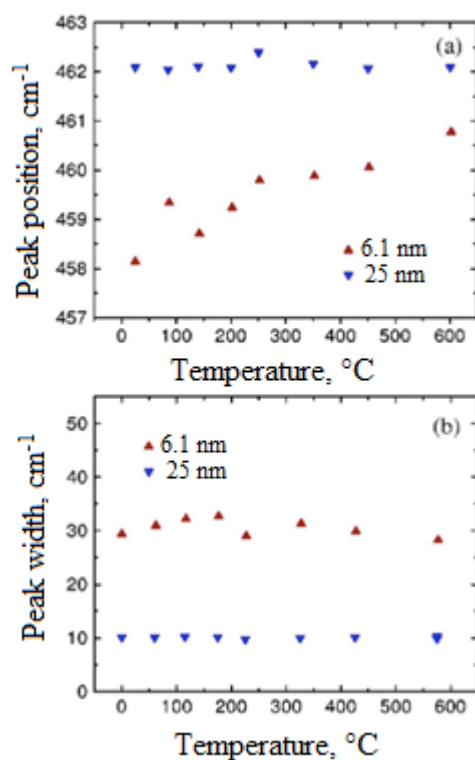 463
(a)
462
461
460
459
458
457
Peak position, cm⁻¹
▲ 6.1 nm
▼ 25 nm
0 100 200 300 400 500 600
Temperature, °C
50
(b)
40
30
20
10
0
Peak width, cm⁻¹
▲ 6.1 nm
▼ 25 nm
0 100 200 300 400 500 600
Temperature, °C